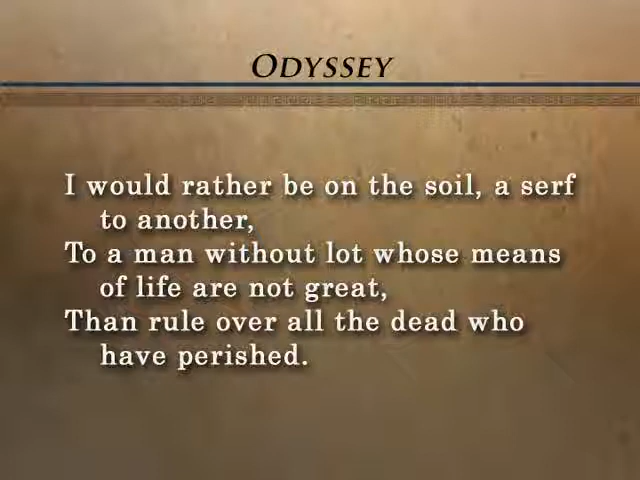 ODYSSEY
I would rather be on the soil, a serf
to another,
To a man without lot whose means
of life are not great,
Than rule over all the dead who
have perished.